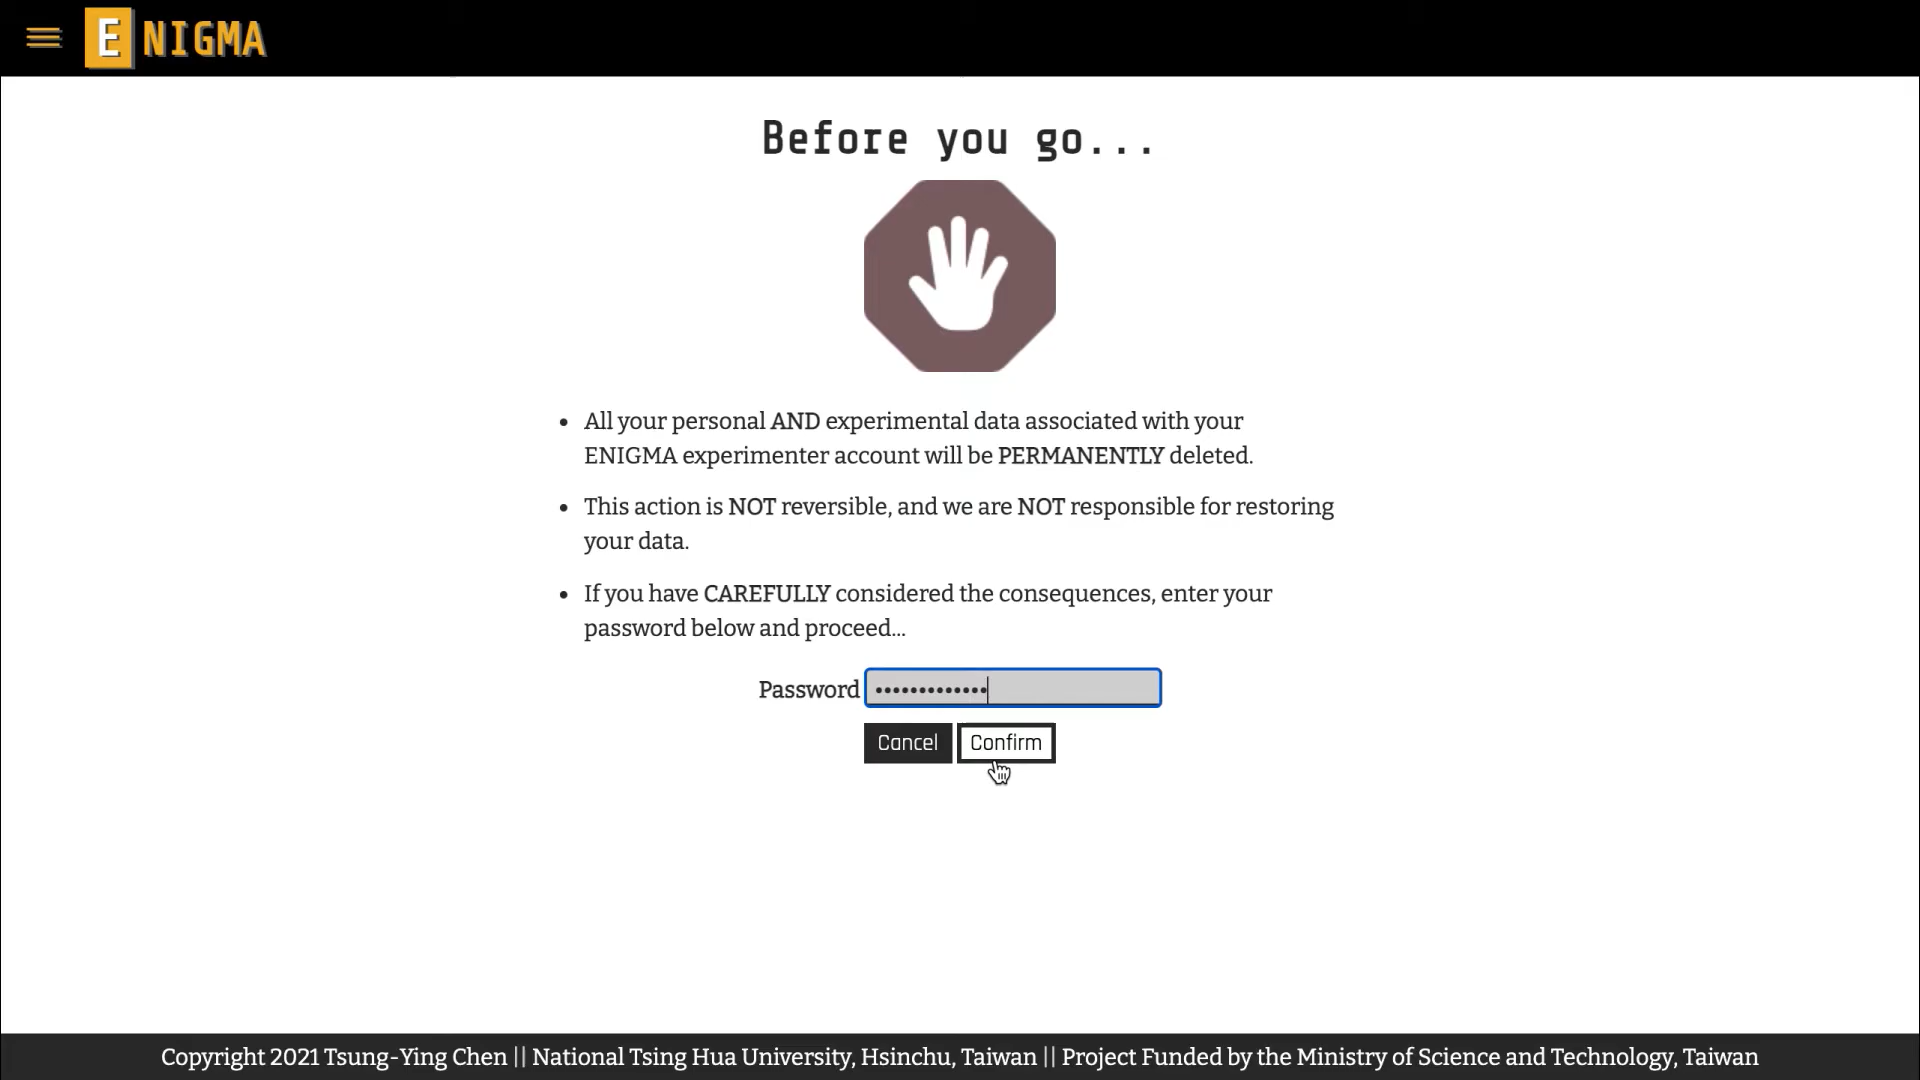 ENIGMA
Before you go...
• All your personal AND experimental data associated with your
ENIGMA experimenter account will be PERMANENTLY deleted.
• This action is NOT reversible, and we are NOT responsible for restoring
your data.
• If you have CAREFULLY considered the consequences, enter your
password below and proceed...
Password •••••••••••••
Cancel Confirm
Copyright 2021 Tsung-Ying Chen || National Tsing Hua University, Hsinchu, Taiwan || Project Funded by the Ministry of Science and Technology, Taiwan